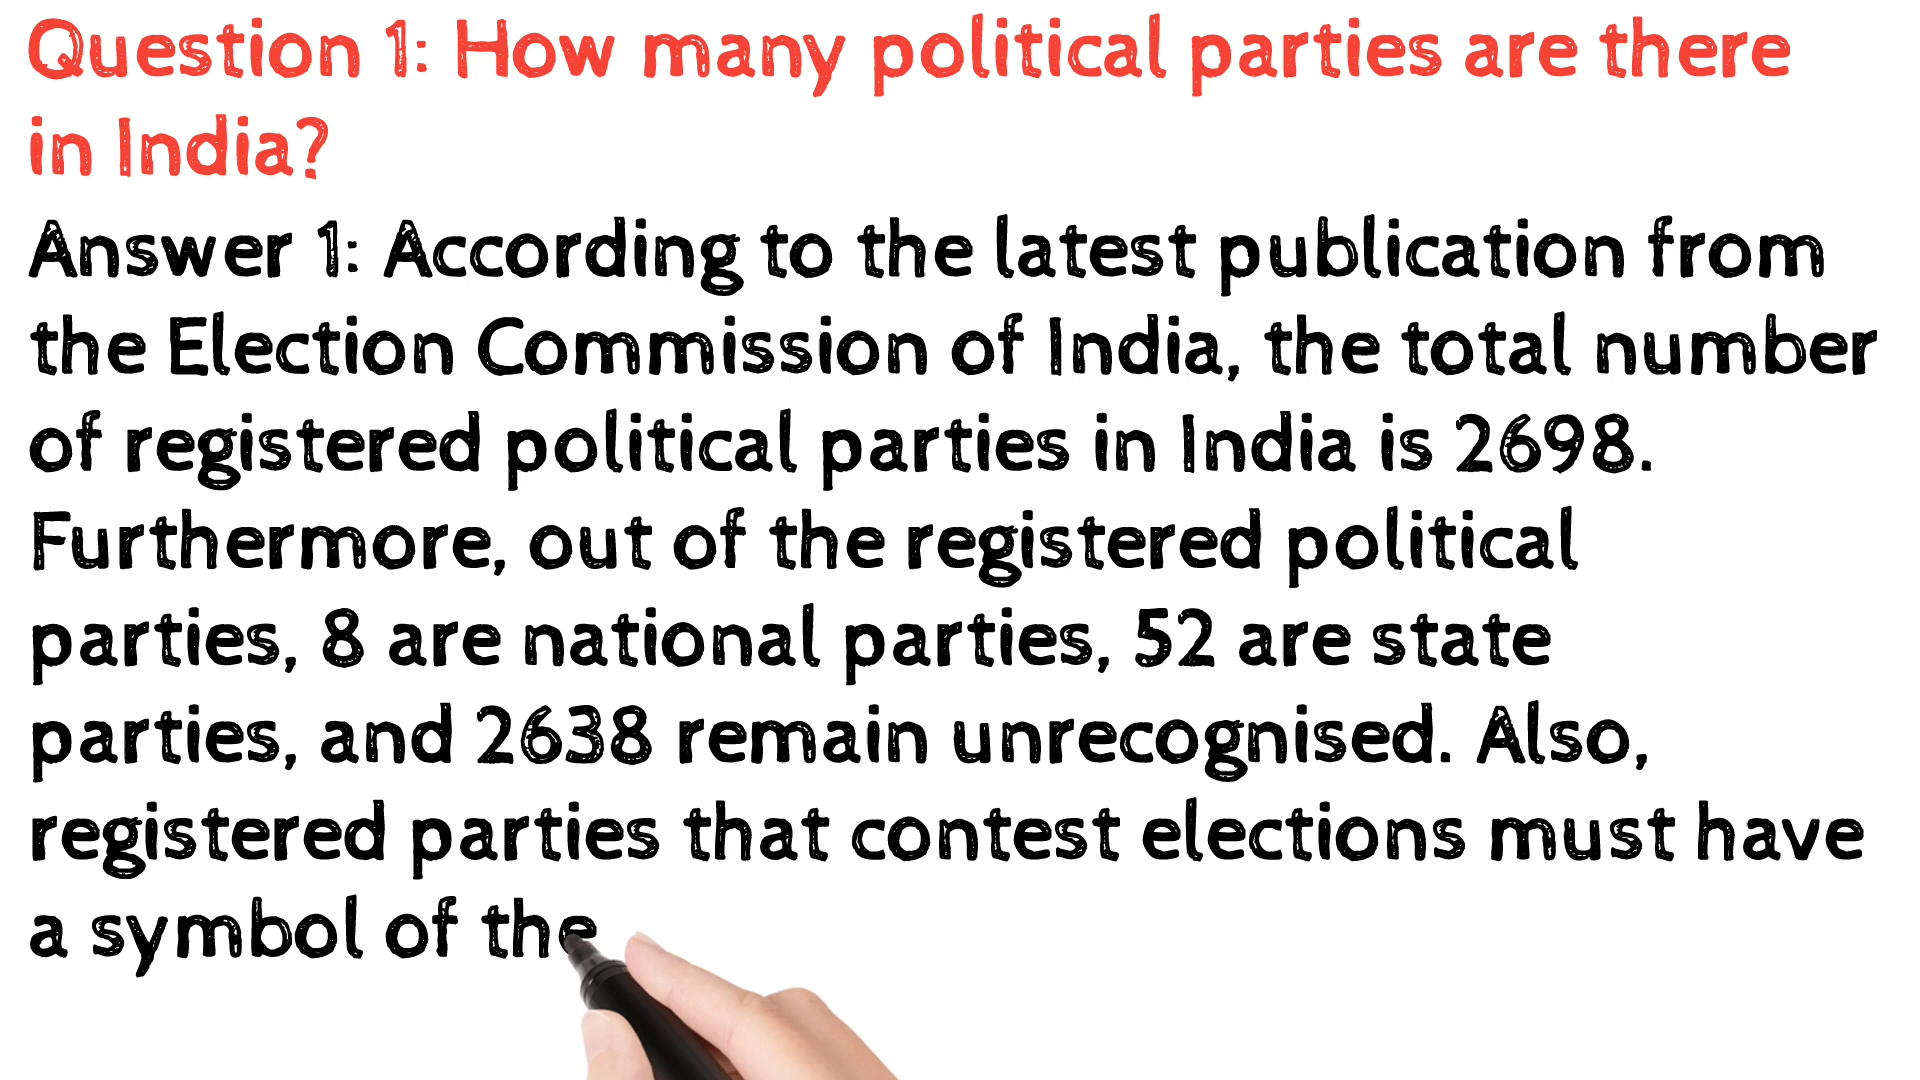 Question 1: How many political parties are there
in India?
Answer 1: According to the latest publication from
the Election Commission of India, the total number
of registered political parties in India is 2698.
Furthermore, out of the registered political
parties, 8 are national parties, 52 are state
parties, and 2638 remain unrecognised. Also,
registered parties that contest elections must have
a symbol of the